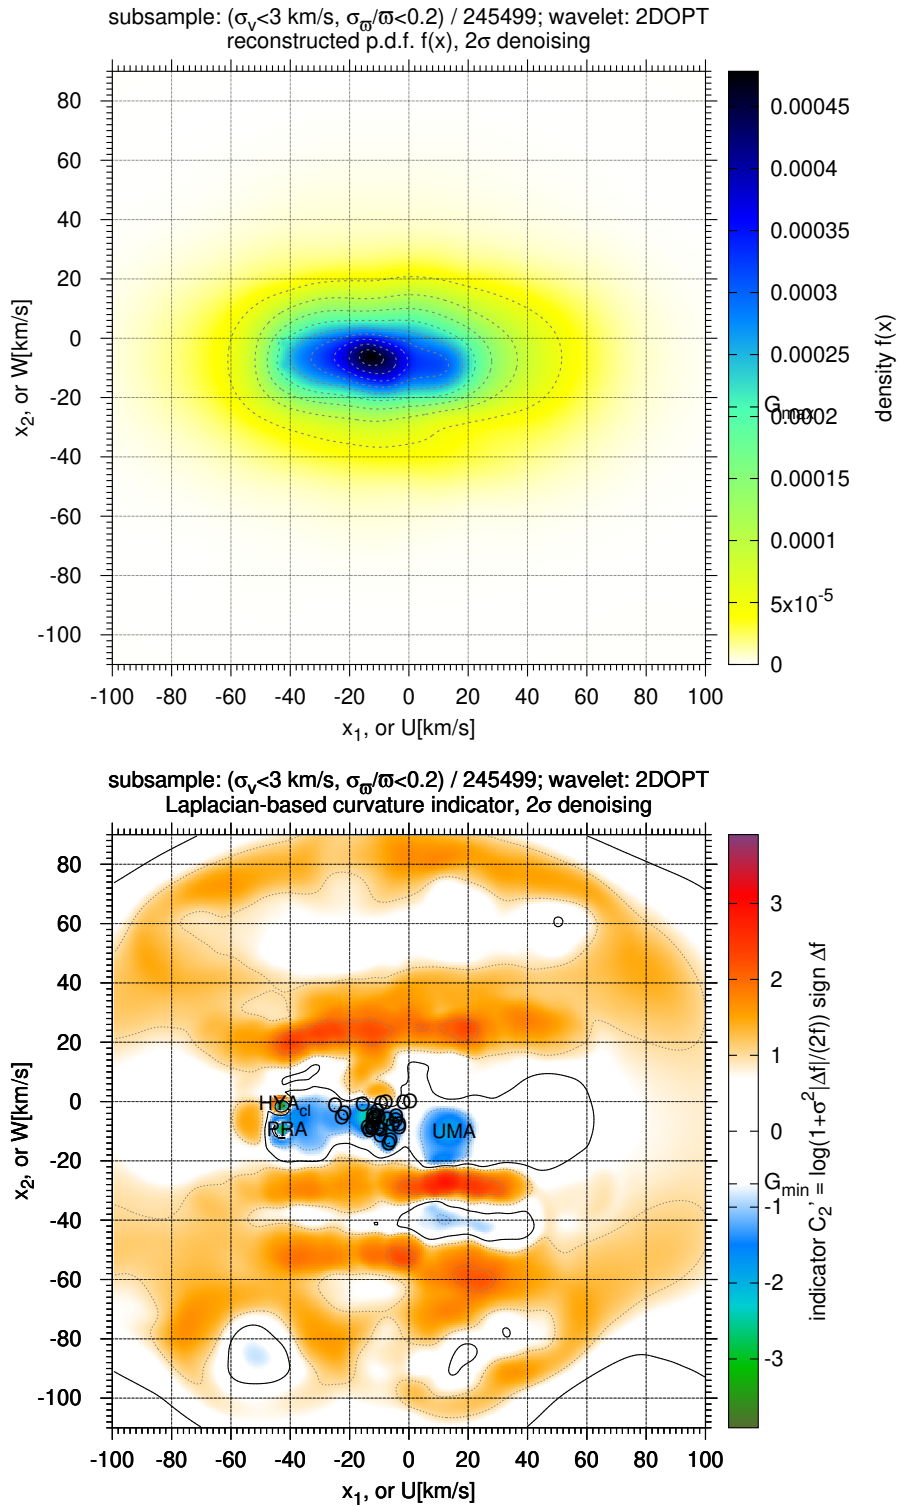 subsample: (σv<3 km/s, σϖ/ϖ<0.2) / 245499; wavelet: 2DOPT
reconstructed p.d.f. f(x), 2σ denoising
80
60
40
20
0
-20
-40
-60
-80
-100
x2, or W[km/s]
-100 -80 -60 -40 -20 0 20 40 60 80 100
x1, or U[km/s]
0.00045
0.0004
0.00035
0.0003
0.00025
Gmax
0.0002
0.00015
0.0001
5x10-5
0
density f(x)
subsample: (σv<3 km/s, σϖ/ϖ<0.2) / 245499; wavelet: 2DOPT
Laplacian-based curvature indicator, 2σ denoising
80
60
40
20
0
-20
-40
-60
-80
-100
x2, or W[km/s]
HYAcl
PRA
UMA
-100 -80 -60 -40 -20 0 20 40 60 80 100
x1, or U[km/s]
3
2
1
0
Gmin
-1
-2
-3
indicator C2' = log(1+σ2|Δf|/(2f)) sign Δf